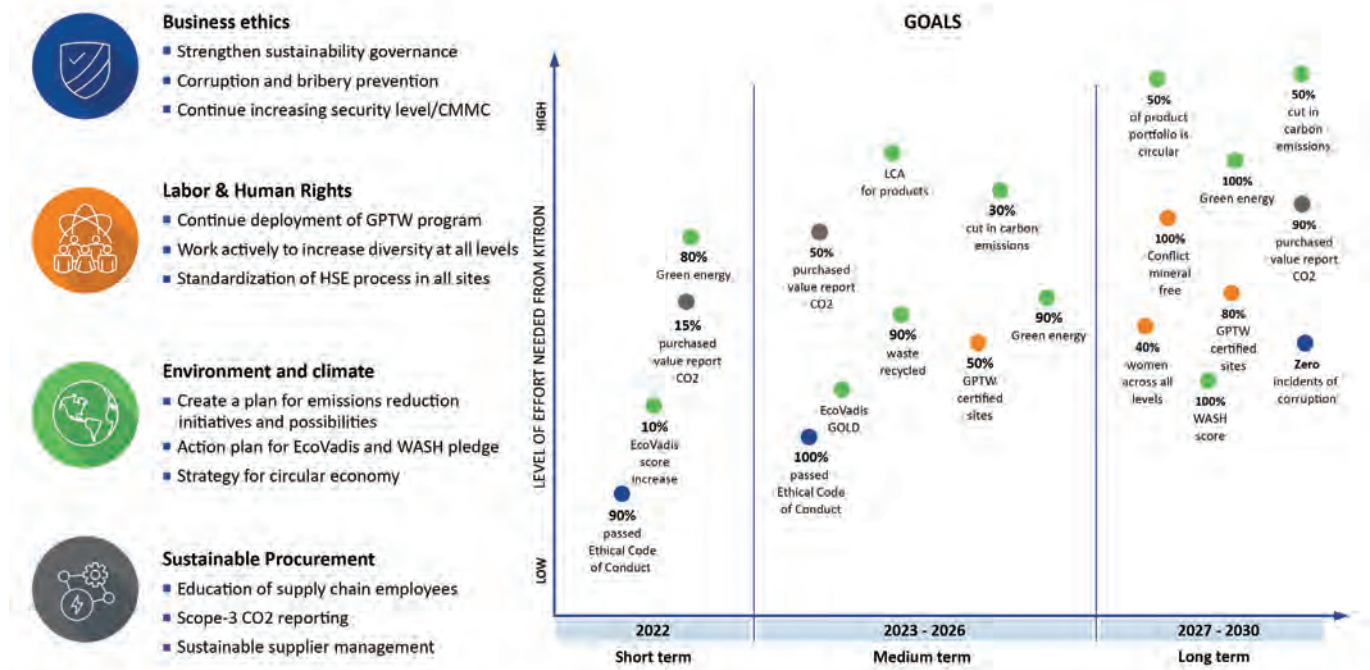 Business ethics
▪ Strengthen sustainability governance
▪ Corruption and bribery prevention
▪ Continue increasing security level/CMMC
Labor & Human Rights
▪ Continue deployment of GPTW program
▪ Work actively to increase diversity at all levels
▪ Standardization of HSE process in all sites
Environment and climate
▪ Create a plan for emissions reduction
initiatives and possibilities
▪ Action plan for EcoVadis and WASH pledge
▪ Strategy for circular economy
Sustainable Procurement
▪ Education of supply chain employees
▪ Scope-3 CO2 reporting
▪ Sustainable supplier management
GOALS
HIGH
LEVEL OF EFFORT NEEDED FROM KITRON
LOW
80%
Green energy
15%
purchased
value report
CO2
10%
EcoVadis
score
increase
90%
passed
Ethical Code
of Conduct
LCA
for products
30%
cut in carbon
emissions
50%
purchased
value report
CO2
90%
Green energy
90%
waste
recycled
50%
GPTW
certified
sites
EcoVadis
GOLD
100%
passed
Ethical Code
of Conduct
50%
of product
portfolio is
circular
50%
cut in
carbon
emissions
100%
Green energy
100%
Conflict
mineral
free
90%
purchased
value report
CO2
80%
GPTW
certified
sites
40%
women
across all
levels
Zero
incidents of
corruption
100%
WASH
score
2022
2023 - 2026
2027 - 2030
Short term
Medium term
Long term